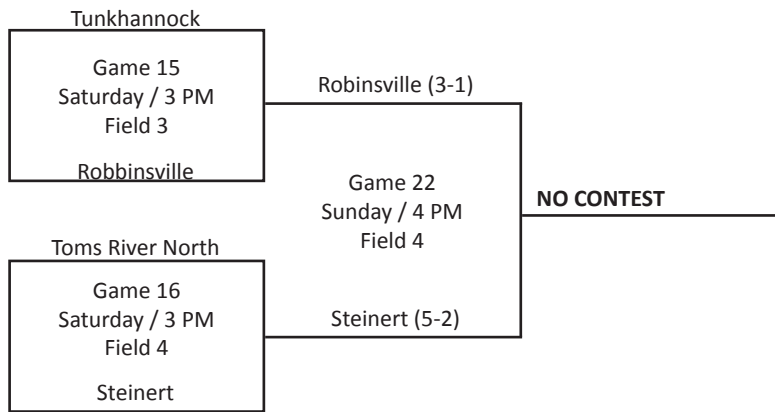 Tunkhannock
Game 15
Saturday / 3 PM
Field 3
Robbinsville
Robinsville (3-1)
Game 22
Sunday / 4 PM
Field 4
NO CONTEST
Toms River North
Game 16
Saturday / 3 PM
Field 4
Steinert
Steinert (5-2)